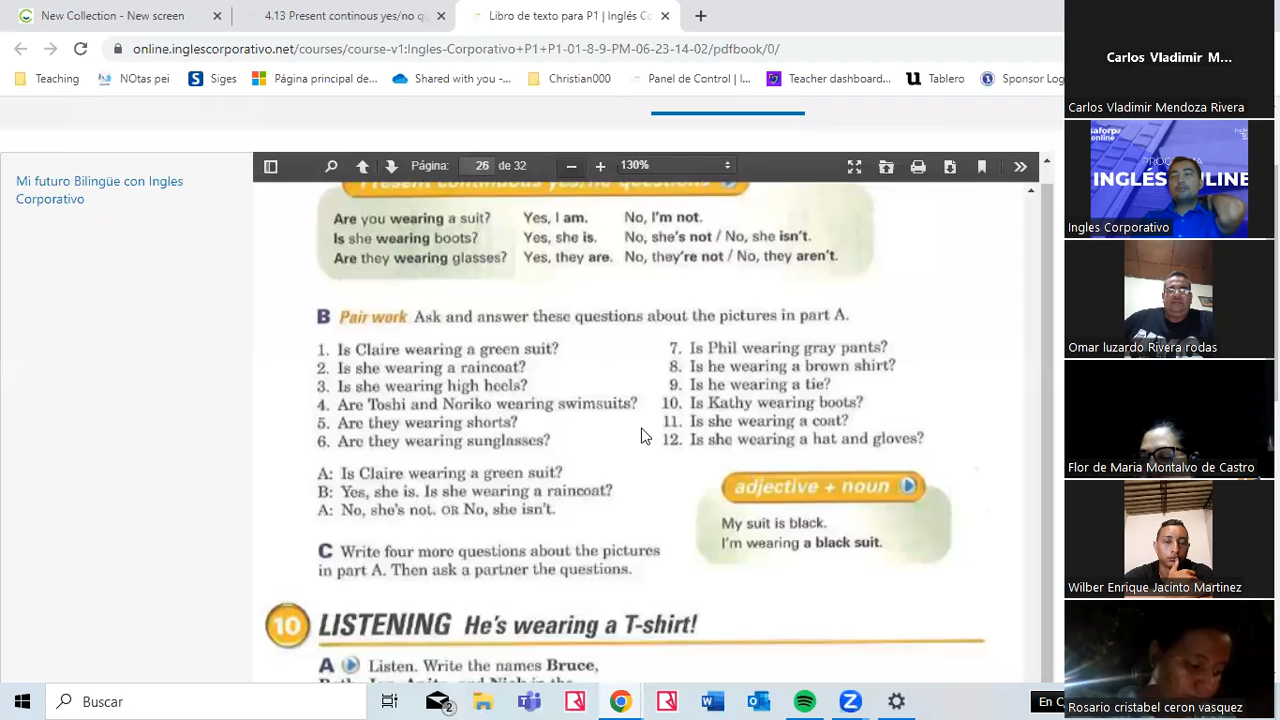 New Collection - New screen
4.13 Present continous yes/no q
Libro de texto para P1 | Inglés Co
online.inglescorporativo.net/courses/course-v1:Ingles-Corporativo+P1+P1-01-8-9-PM-06-23-14-02/pdfbook/0/
Teaching
NOtas pei
Siges
Página principal de...
Shared with you -...
Christian000
Panel de Control | I...
Teacher dashboard...
Tablero
Sponsor Log
Mi futuro Bilingüe con Ingles
Corporativo
Página:
26
de 32
130%
Present continuous yes/no questions
Are you wearing a suit? Yes, I am. No, I'm not.
Is she wearing boots? Yes, she is. No, she's not / No, she isn't.
Are they wearing glasses? Yes, they are. No, they're not / No, they aren't.
B Pair work Ask and answer these questions about the pictures in part A.
1. Is Claire wearing a green suit?
2. Is she wearing a raincoat?
3. Is she wearing high heels?
4. Are Toshi and Noriko wearing swimsuits?
5. Are they wearing shorts?
6. Are they wearing sunglasses?
7. Is Phil wearing gray pants?
8. Is he wearing a brown shirt?
9. Is he wearing a tie?
10. Is Kathy wearing boots?
11. Is she wearing a coat?
12. Is she wearing a hat and gloves?
A: Is Claire wearing a green suit?
B: Yes, she is. Is she wearing a raincoat?
A: No, she's not. OR No, she isn't.
adjective + noun
My suit is black.
I'm wearing a black suit.
C Write four more questions about the pictures
in part A. Then ask a partner the questions.
10 LISTENING He's wearing a T-shirt!
A Listen. Write the names Bruce,
Carlos Vladimir M...
Carlos Vladimir Mendoza Rivera
saforp
online
INGLÉS ONLINE
Ingles Corporativo
Omar luzardo Rivera rodas
Flor de Maria Montalvo de Castro
Wilber Enrique Jacinto Martinez
Rosario cristabel ceron vasquez
Buscar
2
En C